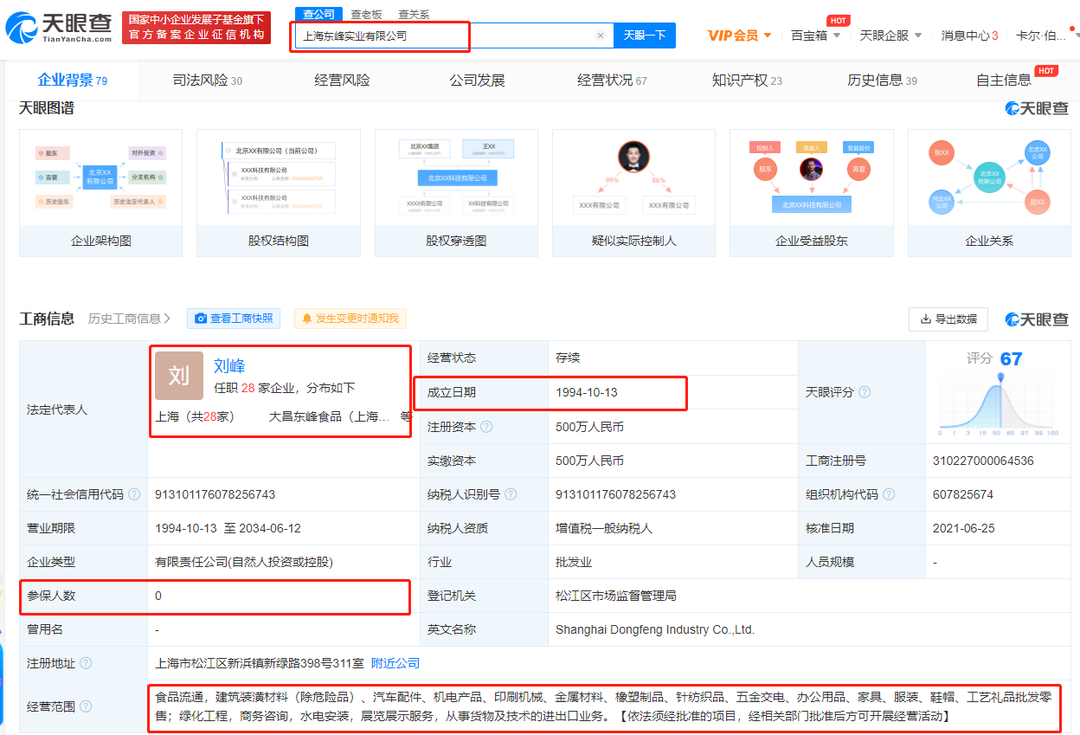 天眼查
TianYanCha.com
国家中小企业发展子基金旗下
官方备案企业征信机构
查公司 查老板 查关系
上海东峰实业有限公司 × 天眼一下
VIP会员 百宝箱 HOT 天眼企服 消息中心3 卡尔·伯...
企业背景79 司法风险30 经营风险 公司发展 经营状况67 知识产权23 历史信息39 自主信息 HOT
天眼图谱 天眼查
股东 对外投资
高管 北京XX有限公司 分支机构
历史股东 历史法定代表人
北京XX有限公司（当前公司）
XXX科技有限公司
XXX科技有限公司
北京XX集团 王XX
北京XX科技有限公司
XXX有限公司 XX科技有限公司
99% 86%
XXX有限公司 XXX有限公司
控制人 受益人 受益股份
股东 高管
北京XX科技有限公司
张XX 北京XX公司
北京XX有限公司
河北XX公司 赵XX
企业架构图 股权结构图 股权穿透图 疑似实际控制人 企业受益股东 企业关系
工商信息 历史工商信息 查看工商快照 发生变更时通知我 导出数据 天眼查
法定代表人 刘 刘峰
任职 28 家企业，分布如下
上海（共28家） 大昌东峰食品（上海... 等
经营状态 存续
成立日期 1994-10-13
注册资本 500万人民币
实缴资本 500万人民币
天眼评分 评分 67
0 1 3 15 50 85 97 99 100
工商注册号 310227000064536
统一社会信用代码 913101176078256743 纳税人识别号 913101176078256743 组织机构代码 607825674
营业期限 1994-10-13 至 2034-06-12 纳税人资质 增值税一般纳税人 核准日期 2021-06-25
企业类型 有限责任公司(自然人投资或控股) 行业 批发业 人员规模 -
参保人数 0 登记机关 松江区市场监督管理局
曾用名 - 英文名称 Shanghai Dongfeng Industry Co.,Ltd.
注册地址 上海市松江区新浜镇新绿路398号311室 附近公司
经营范围 食品流通，建筑装潢材料（除危险品）、汽车配件、机电产品、印刷机械、金属材料、橡塑制品、针纺织品、五金交电、办公用品、家具、服装、鞋帽、工艺礼品批发零
售；绿化工程，商务咨询，水电安装，展览展示服务，从事货物及技术的进出口业务。【依法须经批准的项目，经相关部门批准后方可开展经营活动】